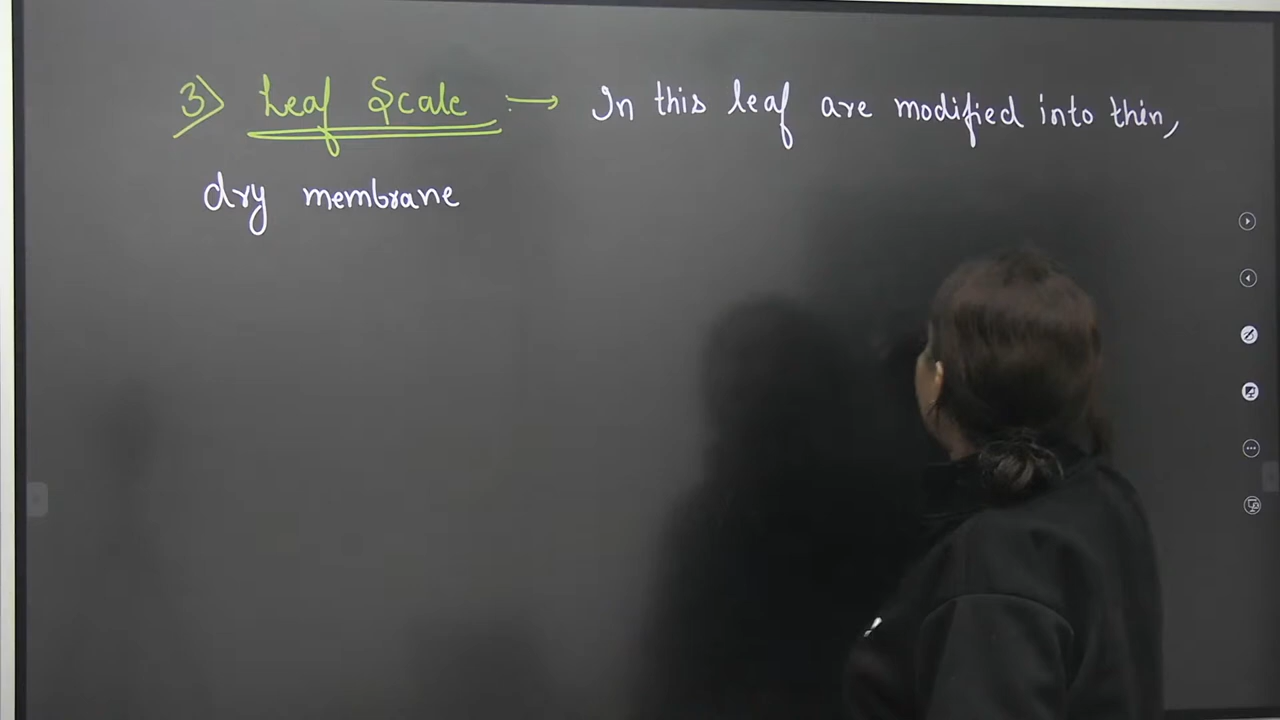 3) Leaf Scale → In this leaf are modified into thin,
dry membrane